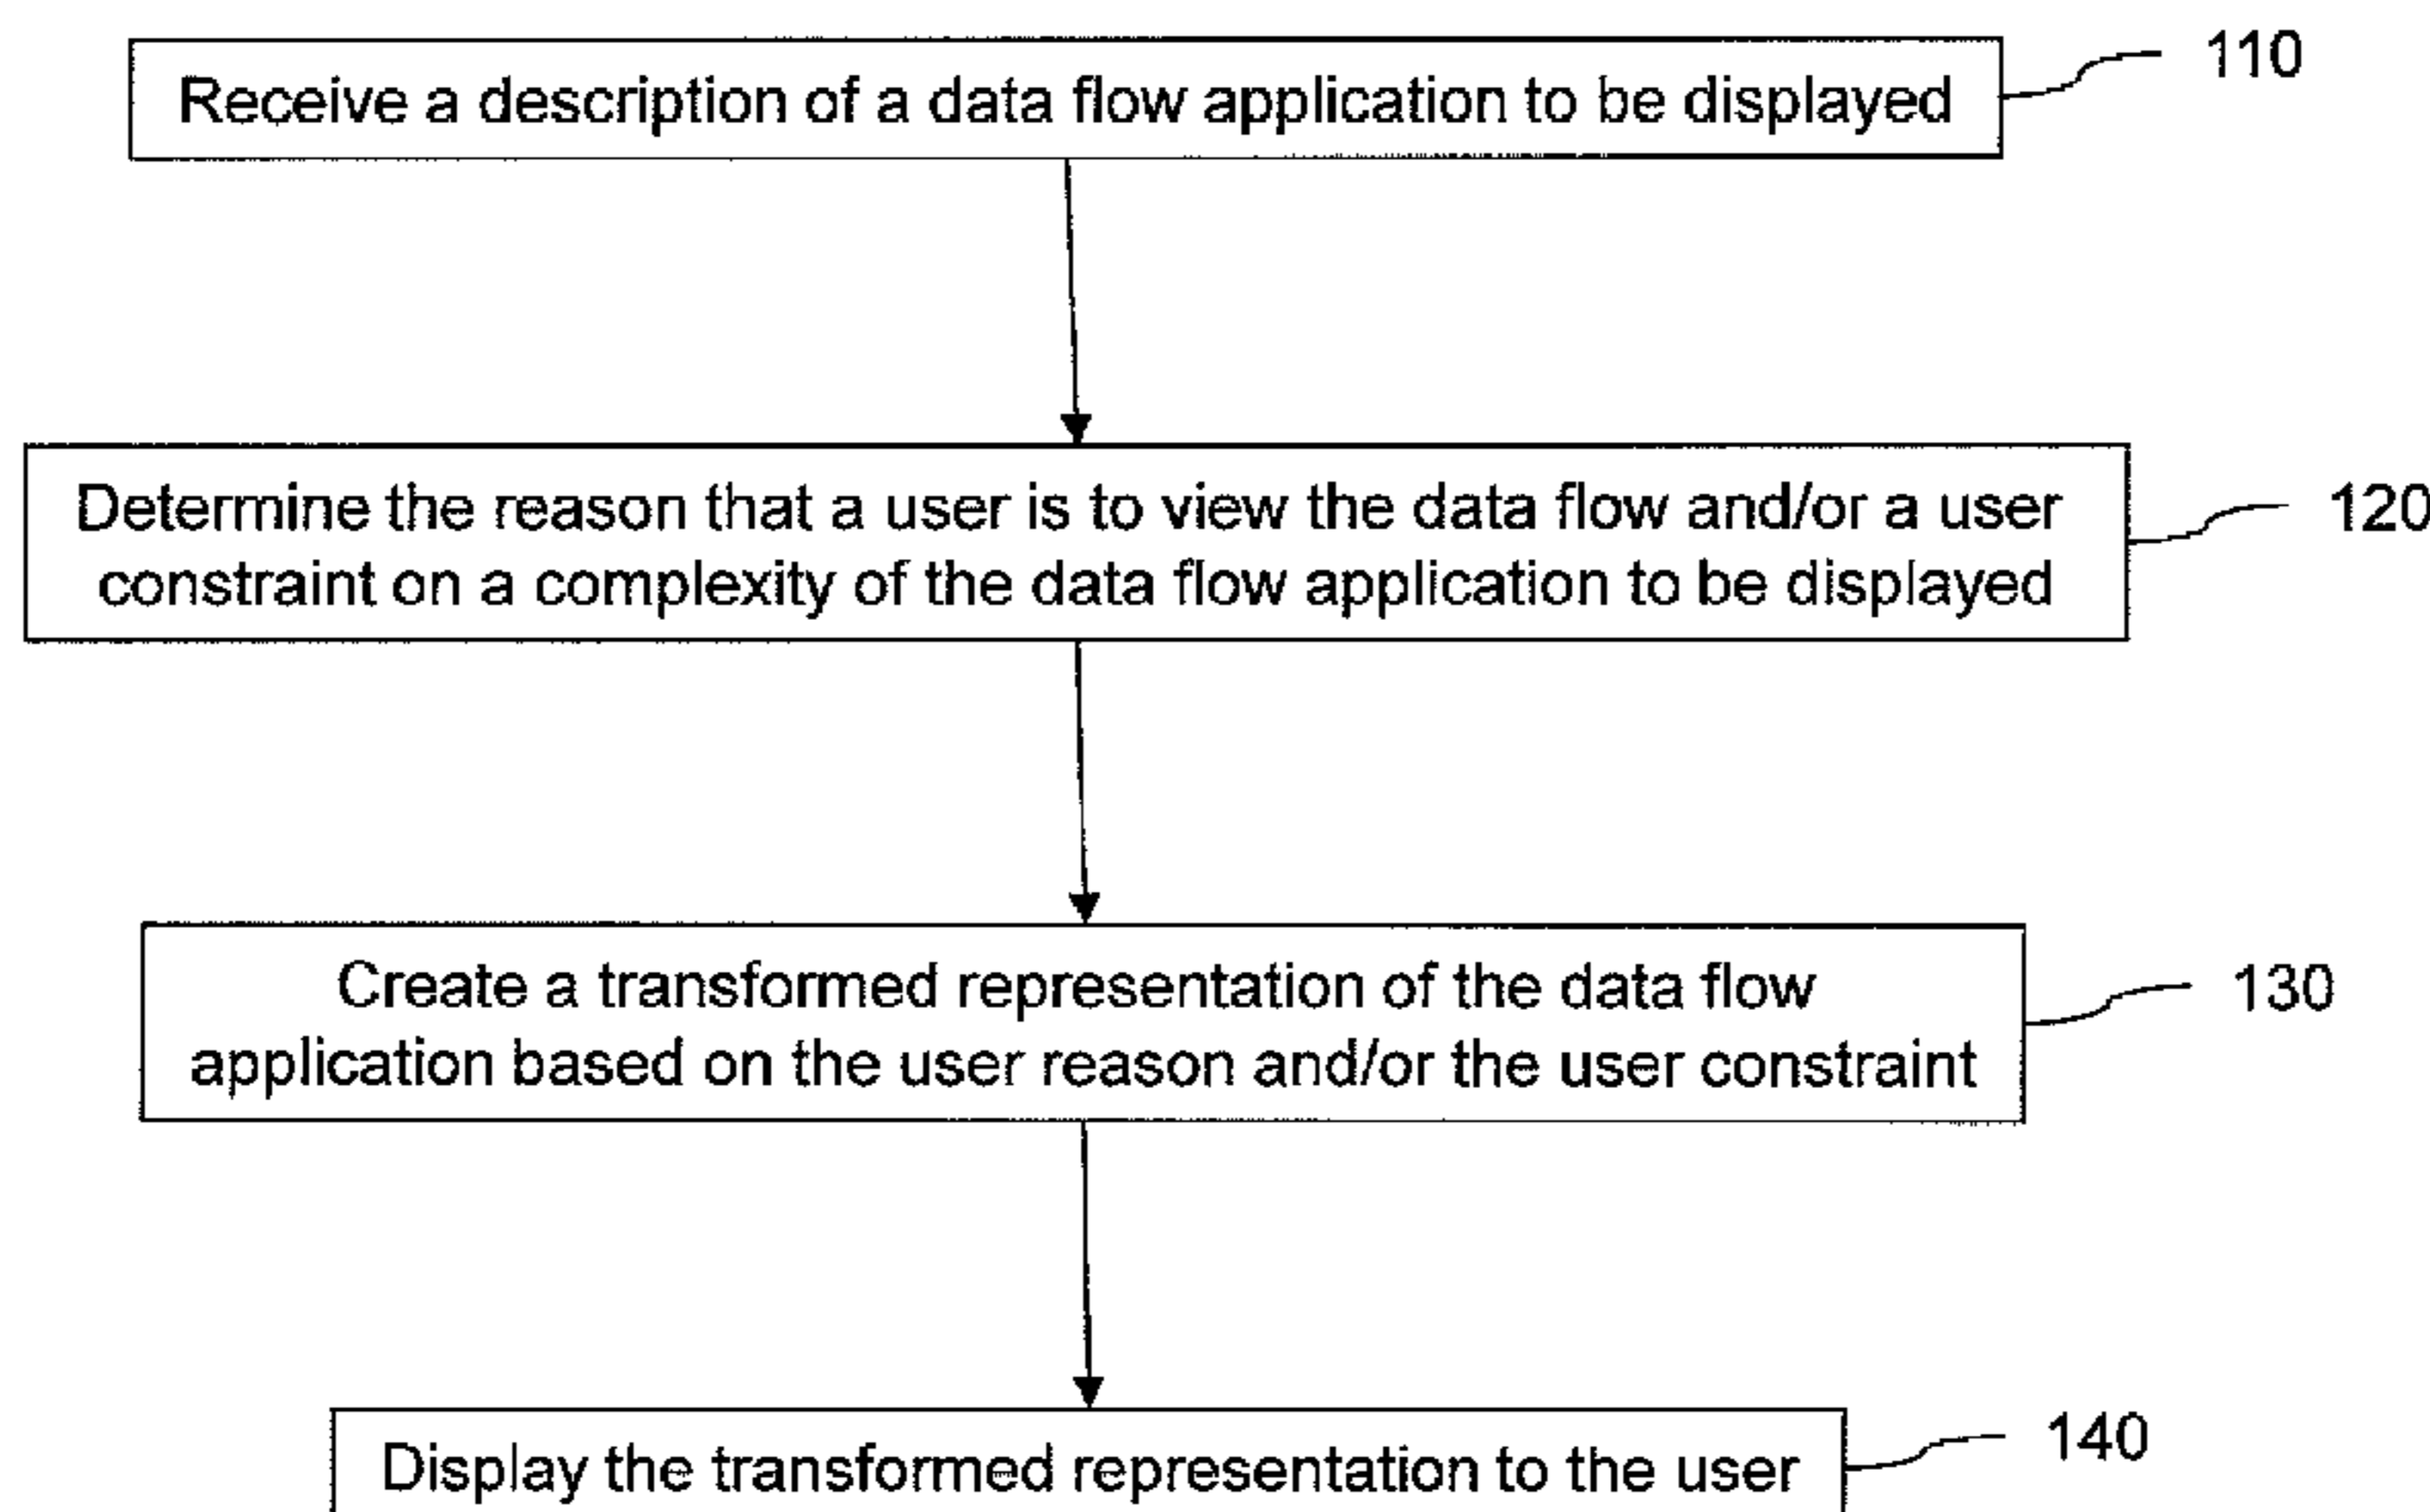 Receive a description of a data flow application to be displayed
110
Determine the reason that a user is to view the data flow and/or a user
constraint on a complexity of the data flow application to be displayed
120
Create a transformed representation of the data flow
application based on the user reason and/or the user constraint
130
Display the transformed representation to the user
140